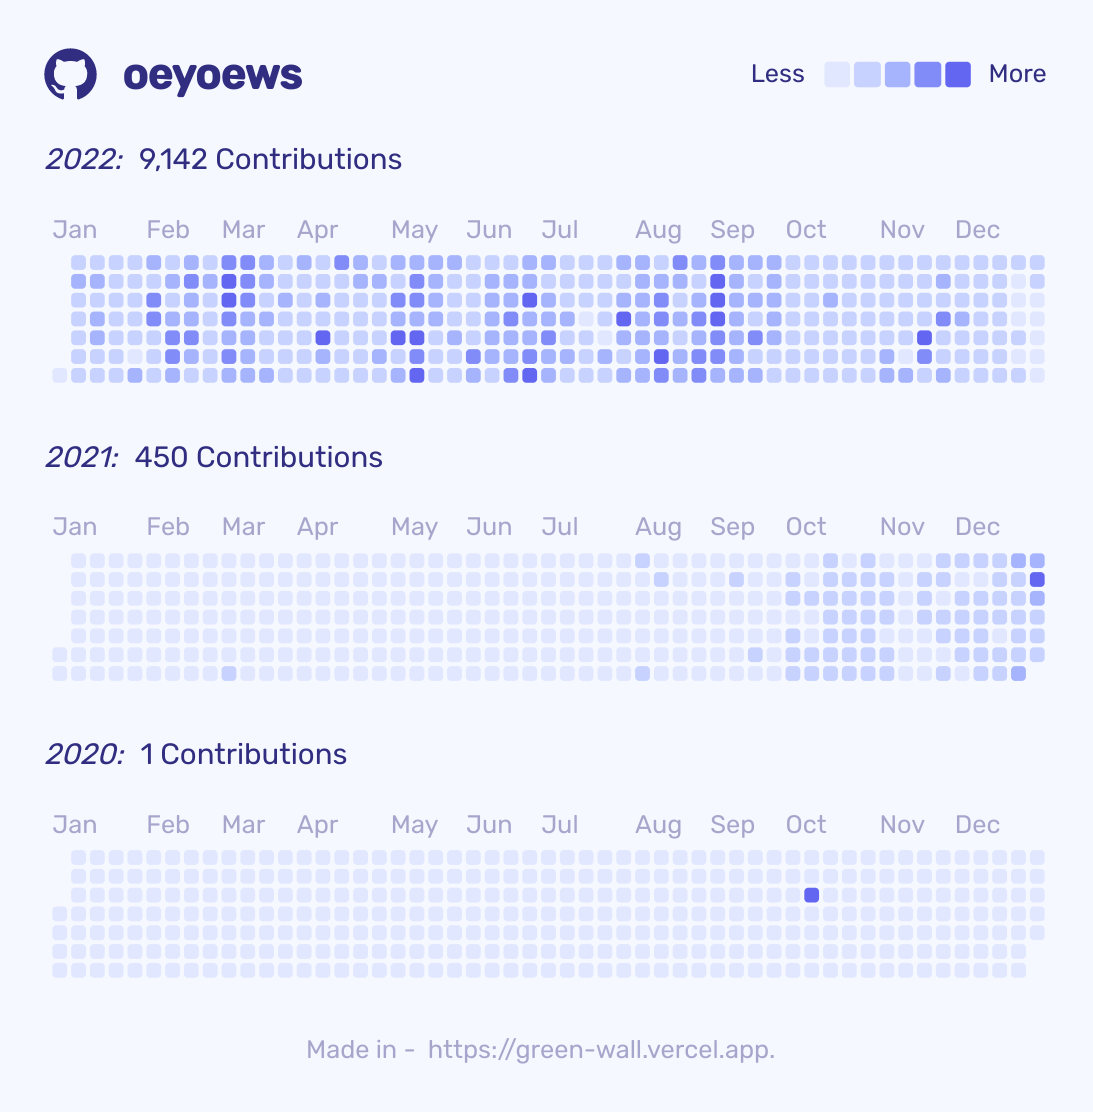 oeyoews
Less More
2022: 9,142 Contributions
Jan Feb Mar Apr May Jun Jul Aug Sep Oct Nov Dec
2021: 450 Contributions
Jan Feb Mar Apr May Jun Jul Aug Sep Oct Nov Dec
2020: 1 Contributions
Jan Feb Mar Apr May Jun Jul Aug Sep Oct Nov Dec
Made in - https://green-wall.vercel.app.